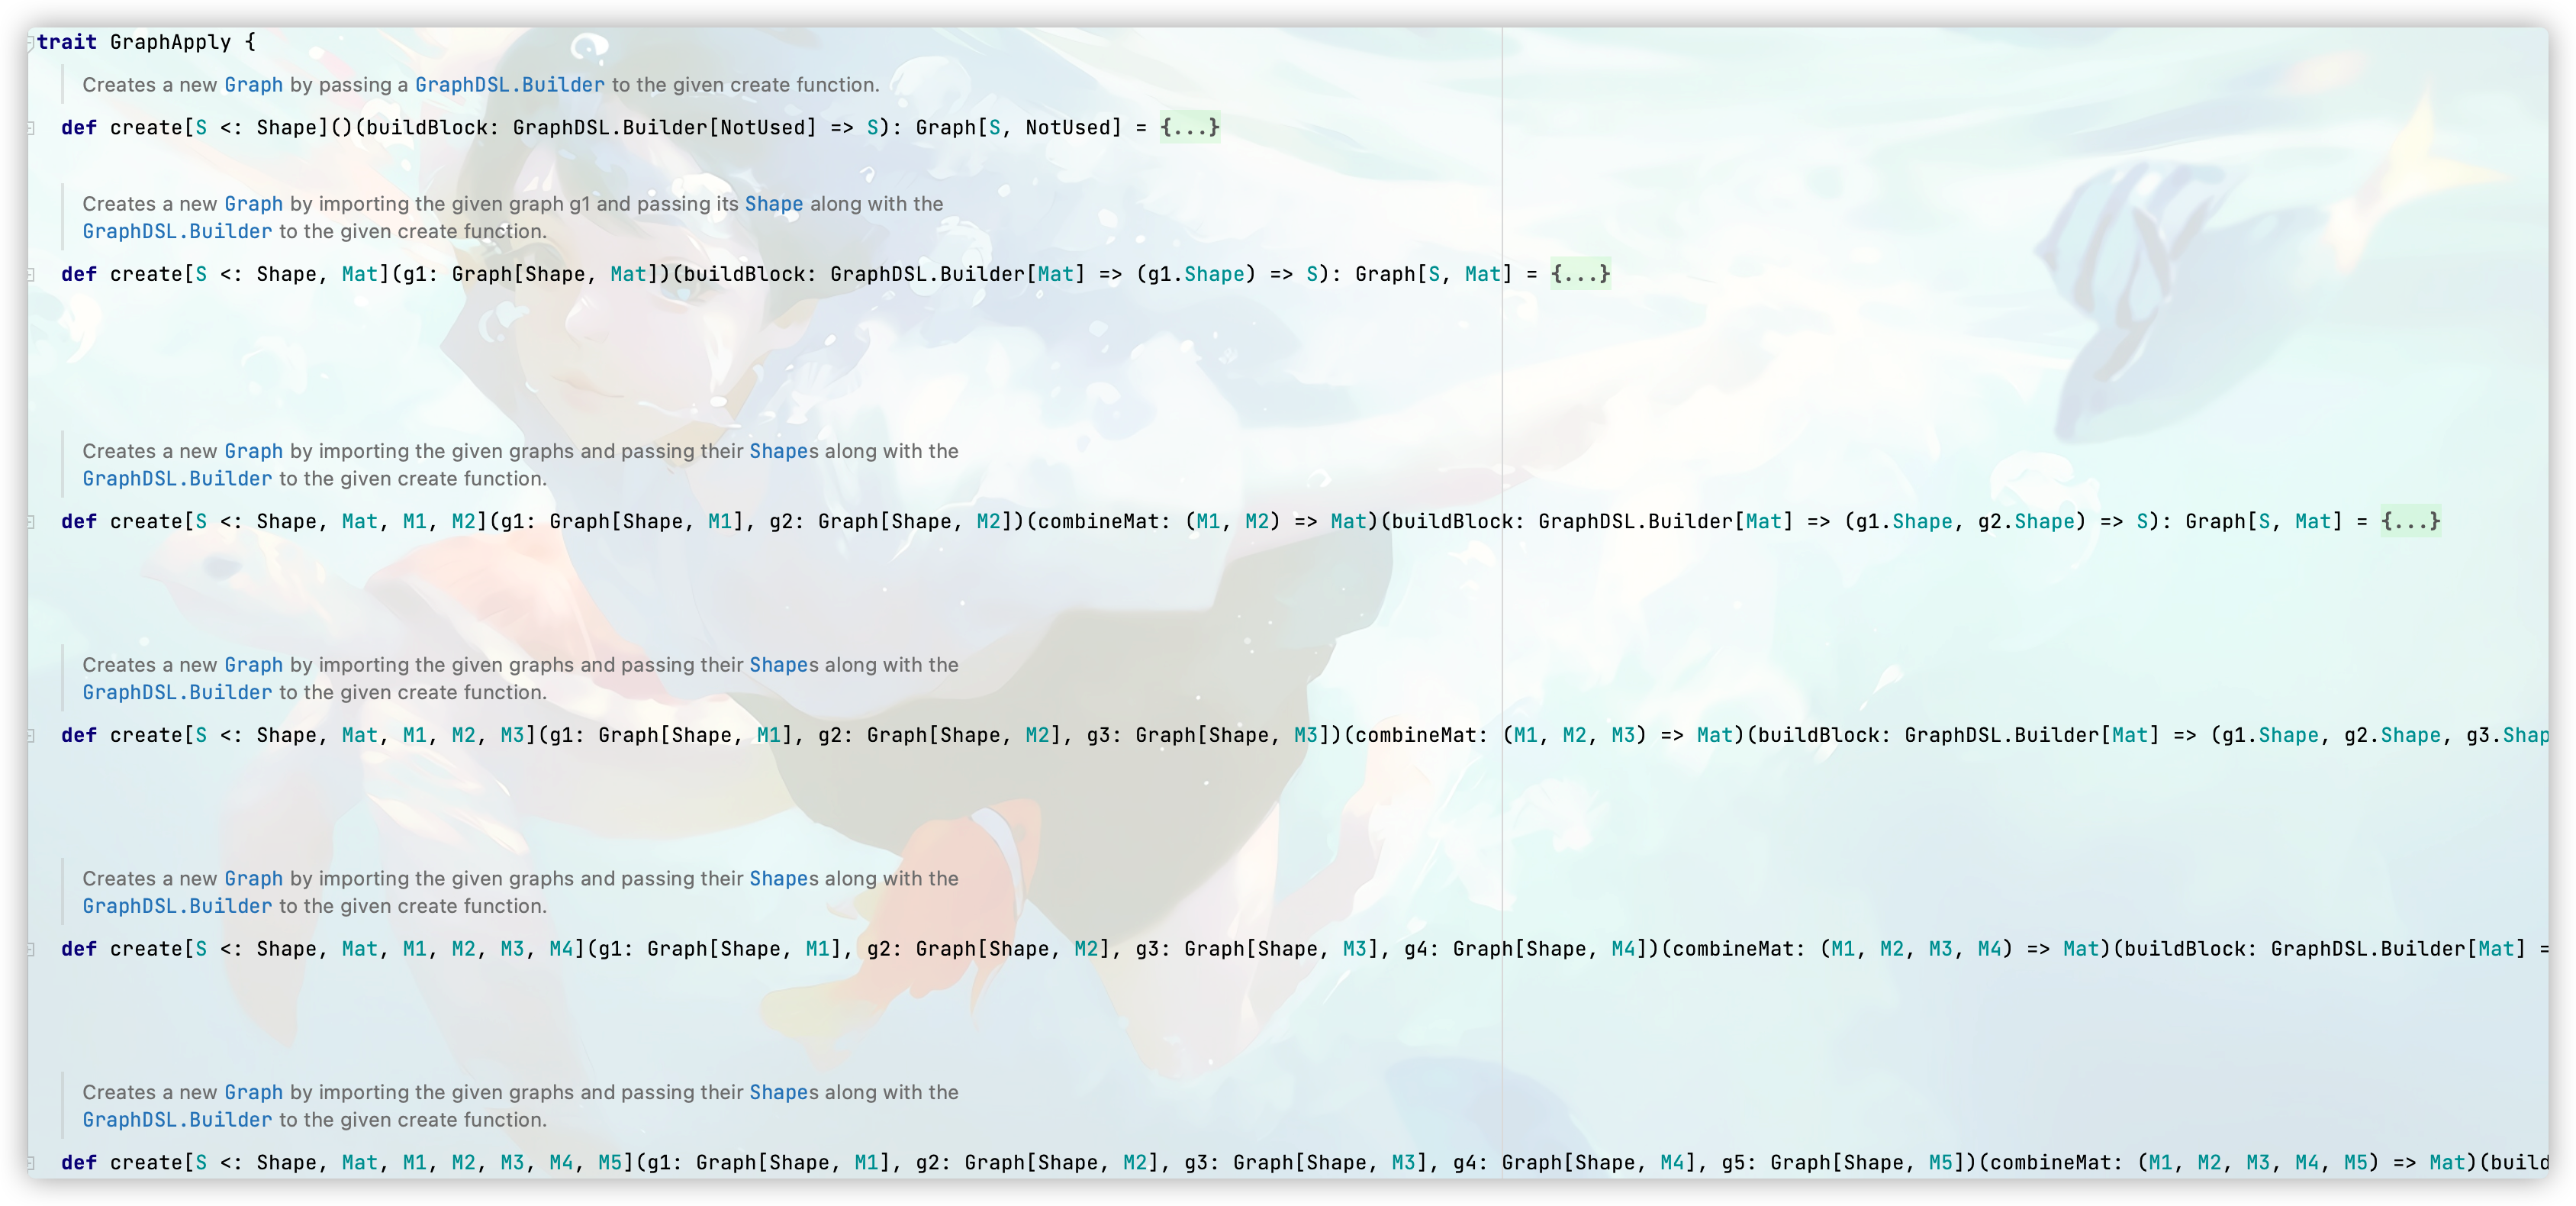 trait GraphApply {
Creates a new Graph by passing a GraphDSL.Builder to the given create function.
def create[S <: Shape]()(buildBlock: GraphDSL.Builder[NotUsed] => S): Graph[S, NotUsed] = {...}
Creates a new Graph by importing the given graph g1 and passing its Shape along with the
GraphDSL.Builder to the given create function.
def create[S <: Shape, Mat](g1: Graph[Shape, Mat])(buildBlock: GraphDSL.Builder[Mat] => (g1.Shape) => S): Graph[S, Mat] = {...}
Creates a new Graph by importing the given graphs and passing their Shapes along with the
GraphDSL.Builder to the given create function.
def create[S <: Shape, Mat, M1, M2](g1: Graph[Shape, M1], g2: Graph[Shape, M2])(combineMat: (M1, M2) => Mat)(buildBlock: GraphDSL.Builder[Mat] => (g1.Shape, g2.Shape) => S): Graph[S, Mat] = {...}
Creates a new Graph by importing the given graphs and passing their Shapes along with the
GraphDSL.Builder to the given create function.
def create[S <: Shape, Mat, M1, M2, M3](g1: Graph[Shape, M1], g2: Graph[Shape, M2], g3: Graph[Shape, M3])(combineMat: (M1, M2, M3) => Mat)(buildBlock: GraphDSL.Builder[Mat] => (g1.Shape, g2.Shape, g3.Shap
Creates a new Graph by importing the given graphs and passing their Shapes along with the
GraphDSL.Builder to the given create function.
def create[S <: Shape, Mat, M1, M2, M3, M4](g1: Graph[Shape, M1], g2: Graph[Shape, M2], g3: Graph[Shape, M3], g4: Graph[Shape, M4])(combineMat: (M1, M2, M3, M4) => Mat)(buildBlock: GraphDSL.Builder[Mat] =
Creates a new Graph by importing the given graphs and passing their Shapes along with the
GraphDSL.Builder to the given create function.
def create[S <: Shape, Mat, M1, M2, M3, M4, M5](g1: Graph[Shape, M1], g2: Graph[Shape, M2], g3: Graph[Shape, M3], g4: Graph[Shape, M4], g5: Graph[Shape, M5])(combineMat: (M1, M2, M3, M4, M5) => Mat)(build